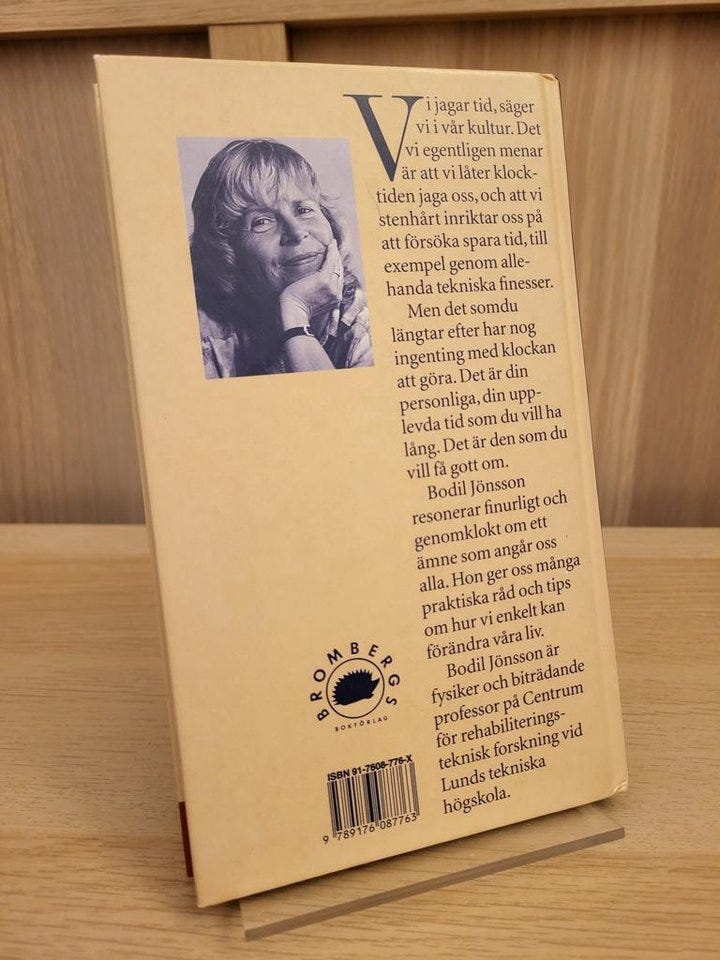 Vi jagar tid, säger
vi i vår kultur. Det
vi egentligen menar
är att vi låter klock-
tiden jaga oss, och att vi
stenhårt inriktar oss på
att försöka spara tid, till
exempel genom alle-
handa tekniska finesser.
Men det somdu
längtar efter har nog
ingenting med klockan
att göra. Det är din
personliga, din upp-
levda tid som du vill ha
lång. Det är den som du
vill få gott om.
Bodil Jönsson
resonerar finurligt och
genomklokt om ett
ämne som angår oss
alla. Hon ger oss många
praktiska råd och tips
om hur vi enkelt kan
förändra våra liv.
Bodil Jönsson är
fysiker och biträdande
professor på Centrum
för rehabiliterings-
teknisk forskning vid
Lunds tekniska
högskola.
BROMBERGS
BOKFÖRLAG
ISBN 91-7608-776-X
9 789176 087763